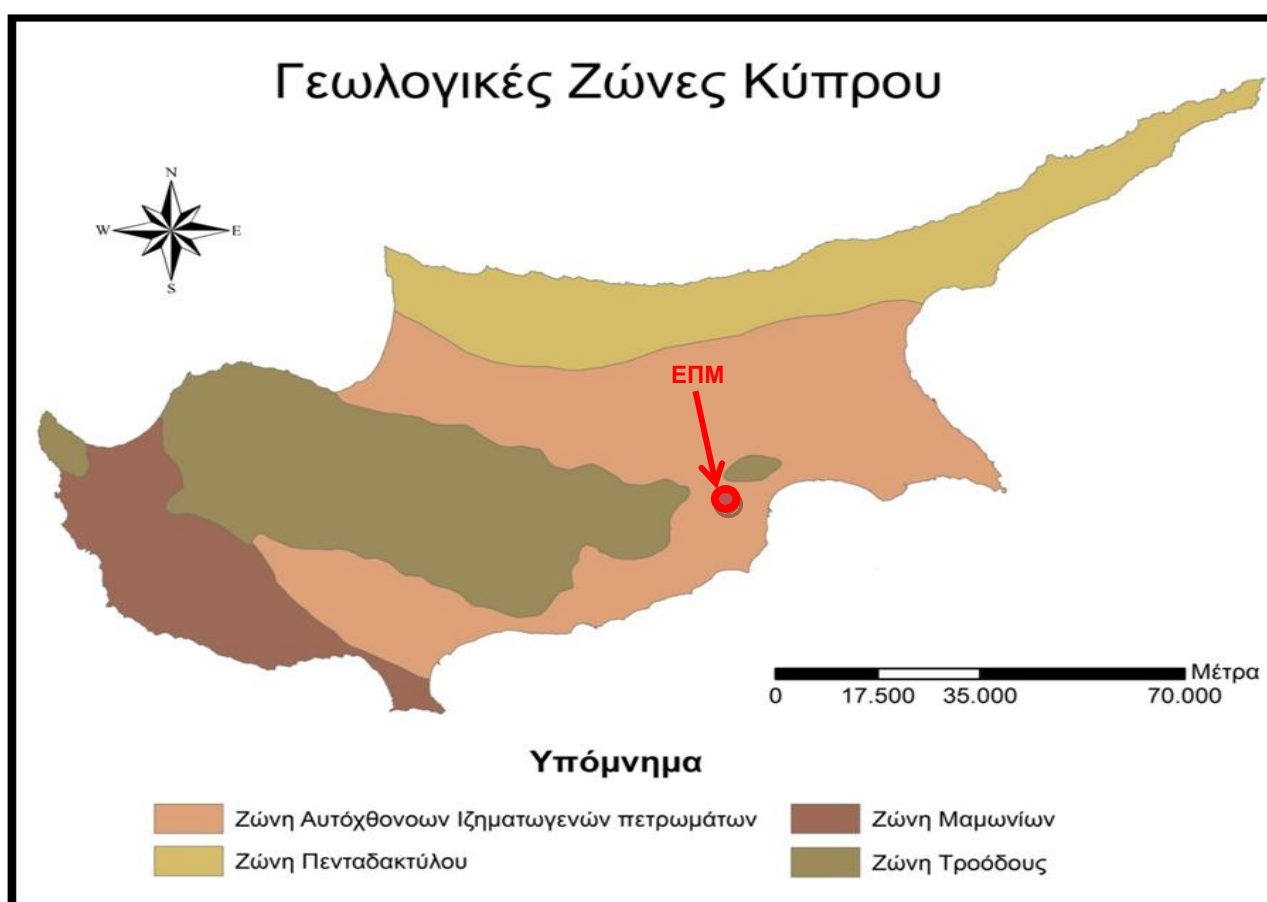 Γεωλογικές Ζώνες Κύπρου
N
W E
S
ΕΠΜ
Μέτρα
0 17.500 35.000 70.000
Υπόμνημα
Ζώνη Αυτόχθονοων Ιζηματωγενών πετρωμάτων
Ζώνη Μαμωνίων
Ζώνη Πενταδακτύλου
Ζώνη Τροόδους